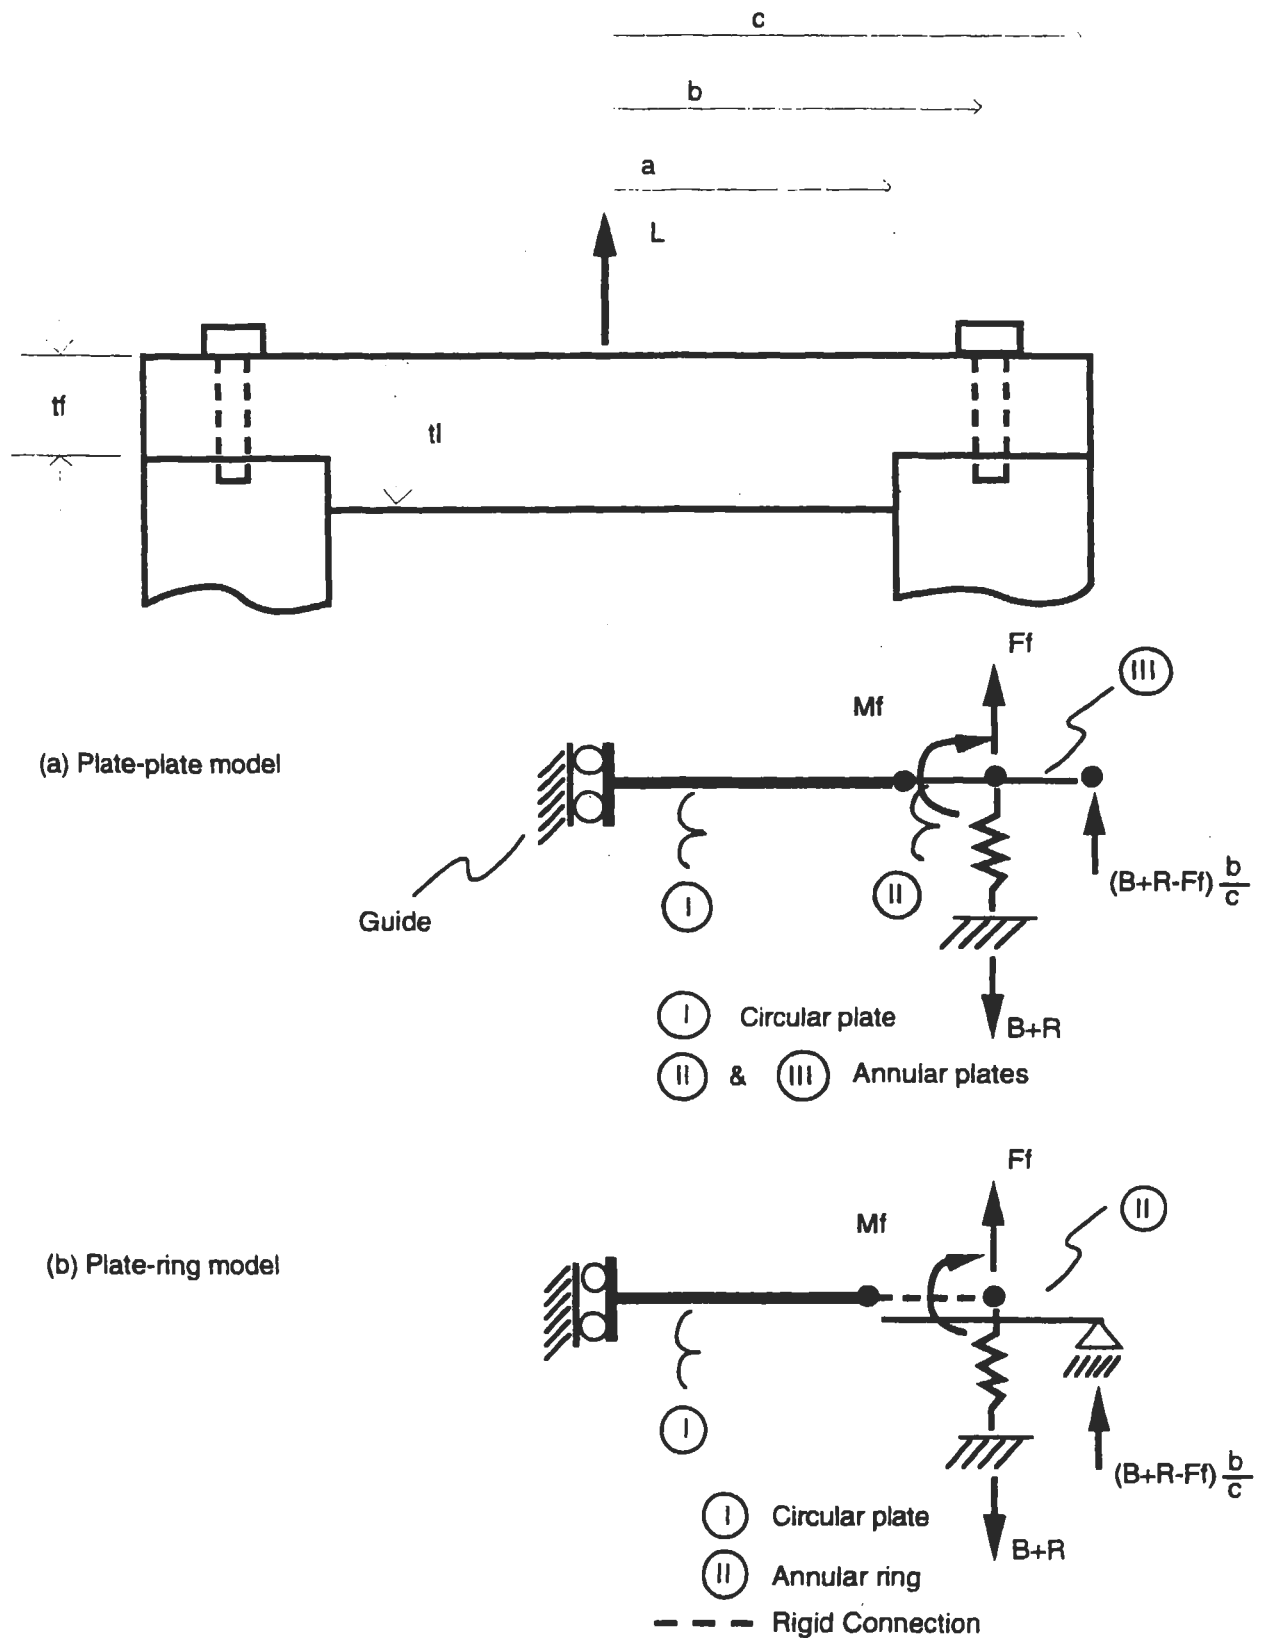 c
b
a
L
tf
tl
Ff
III
Mf
(a) Plate-plate model
(B+R-Ff) b/c
I
II
Guide
B+R
I Circular plate
II & III Annular plates
Ff
II
Mf
(b) Plate-ring model
I
(B+R-Ff) b/c
I Circular plate
B+R
II Annular ring
Rigid Connection